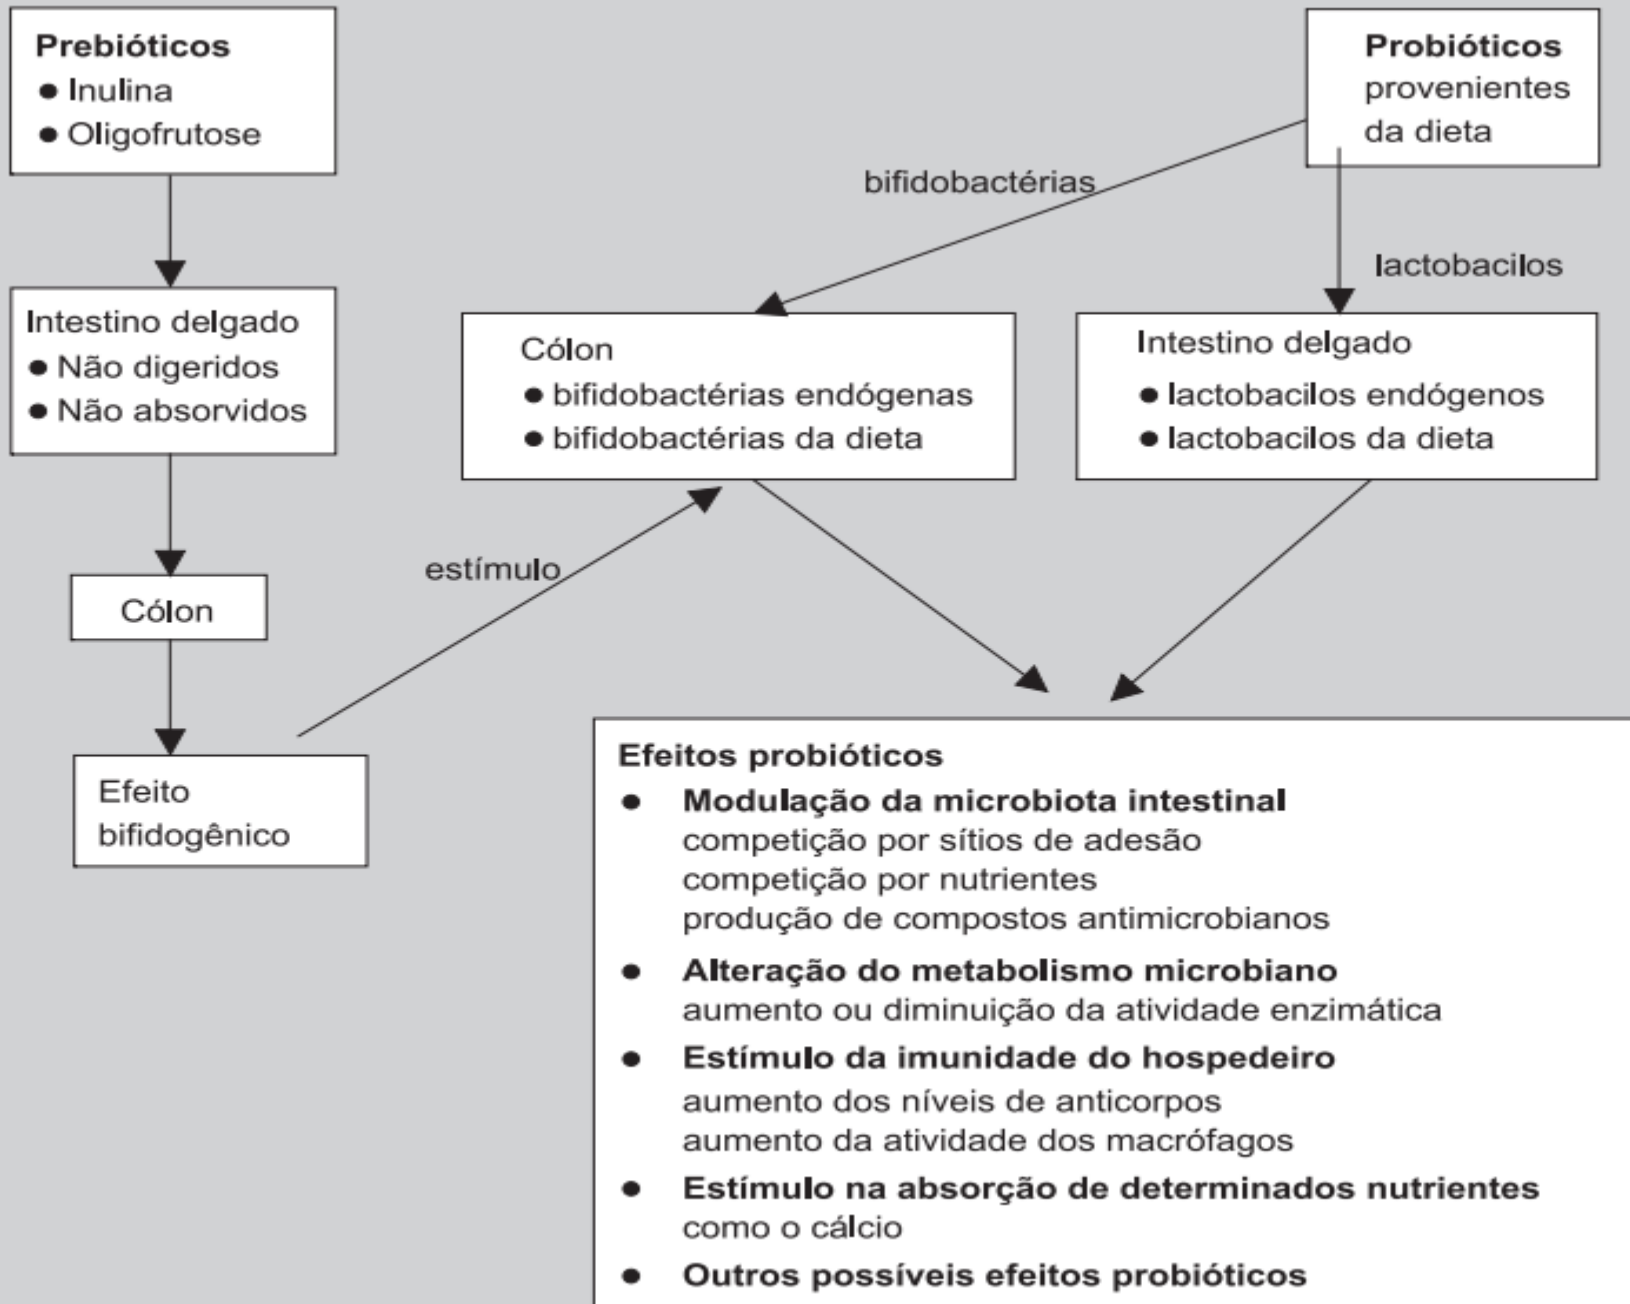 Prebióticos
● Inulina
● Oligofrutose
Probióticos
provenientes
da dieta
bifidobactérias
lactobacilos
Intestino delgado
● Não digeridos
● Não absorvidos
Cólon
● bifidobactérias endógenas
● bifidobactérias da dieta
Intestino delgado
● lactobacilos endógenos
● lactobacilos da dieta
estímulo
Cólon
Efeito
bifidogênico
Efeitos probióticos
● Modulação da microbiota intestinal
competição por sítios de adesão
competição por nutrientes
produção de compostos antimicrobianos
● Alteração do metabolismo microbiano
aumento ou diminuição da atividade enzimática
● Estímulo da imunidade do hospedeiro
aumento dos níveis de anticorpos
aumento da atividade dos macrófagos
● Estímulo na absorção de determinados nutrientes
como o cálcio
● Outros possíveis efeitos probióticos